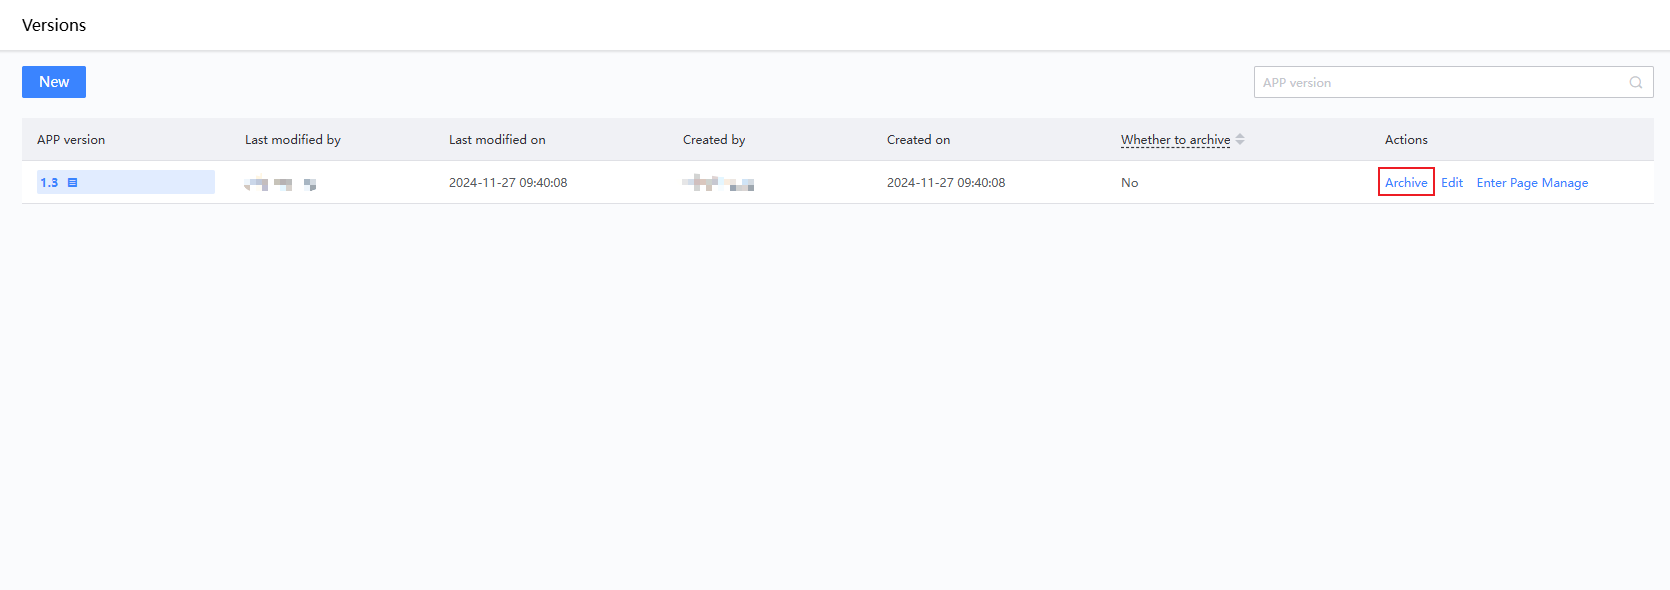 Versions
New
APP version
APP version Last modified by Last modified on Created by Created on Whether to archive Actions
1.3 2024-11-27 09:40:08 2024-11-27 09:40:08 No Archive Edit Enter Page Manage